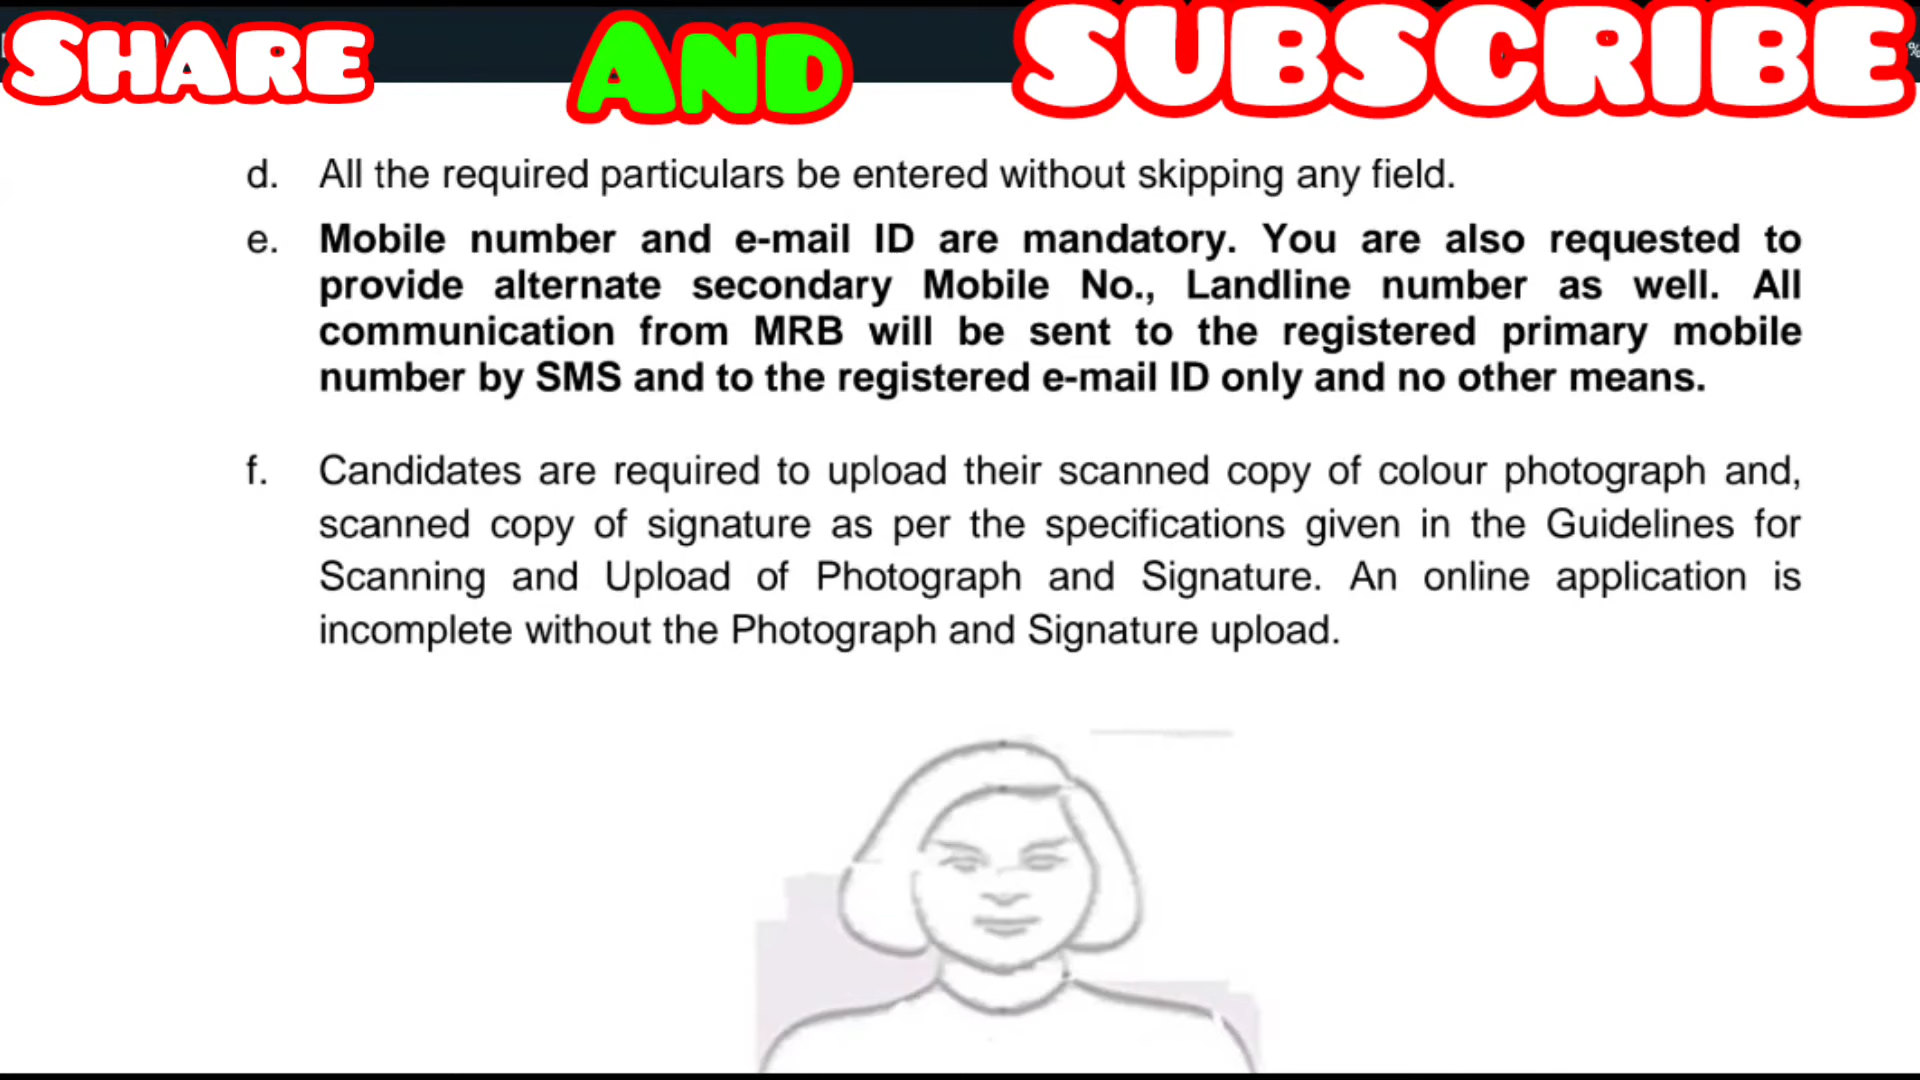 SHARE AND SUBSCRIBE
%
d. All the required particulars be entered without skipping any field.
e. Mobile number and e-mail ID are mandatory. You are also requested to
provide alternate secondary Mobile No., Landline number as well. All
communication from MRB will be sent to the registered primary mobile
number by SMS and to the registered e-mail ID only and no other means.
f. Candidates are required to upload their scanned copy of colour photograph and,
scanned copy of signature as per the specifications given in the Guidelines for
Scanning and Upload of Photograph and Signature. An online application is
incomplete without the Photograph and Signature upload.